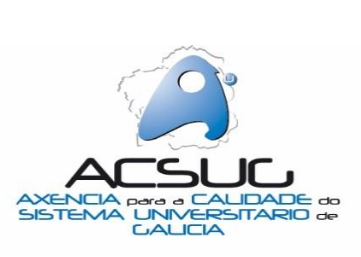 ACSUG
AXENCIA para a CALIDADE do
SISTEMA UNIVERSITARIO de
GALICIA